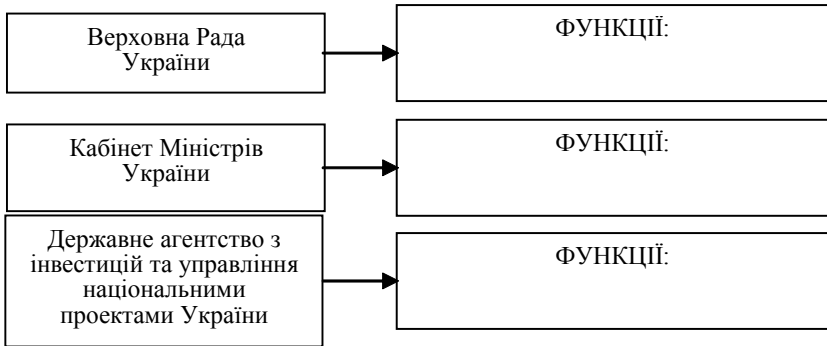 Верховна Рада
України
ФУНКЦІЇ:
Кабінет Міністрів
України
ФУНКЦІЇ:
Державне агентство з
інвестицій та управління
національними
проектами України
ФУНКЦІЇ: